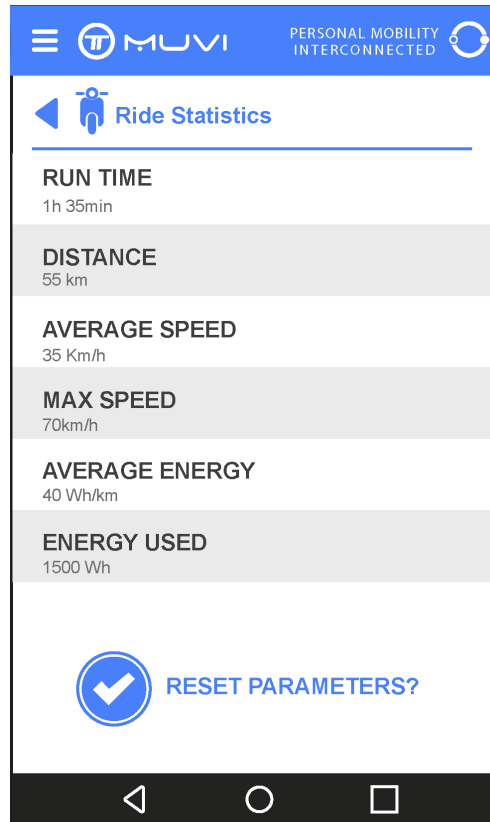 MUVI
PERSONAL MOBILITY
INTERCONNECTED
Ride Statistics
RUN TIME
1h 35min
DISTANCE
55 km
AVERAGE SPEED
35 Km/h
MAX SPEED
70km/h
AVERAGE ENERGY
40 Wh/km
ENERGY USED
1500 Wh
RESET PARAMETERS?